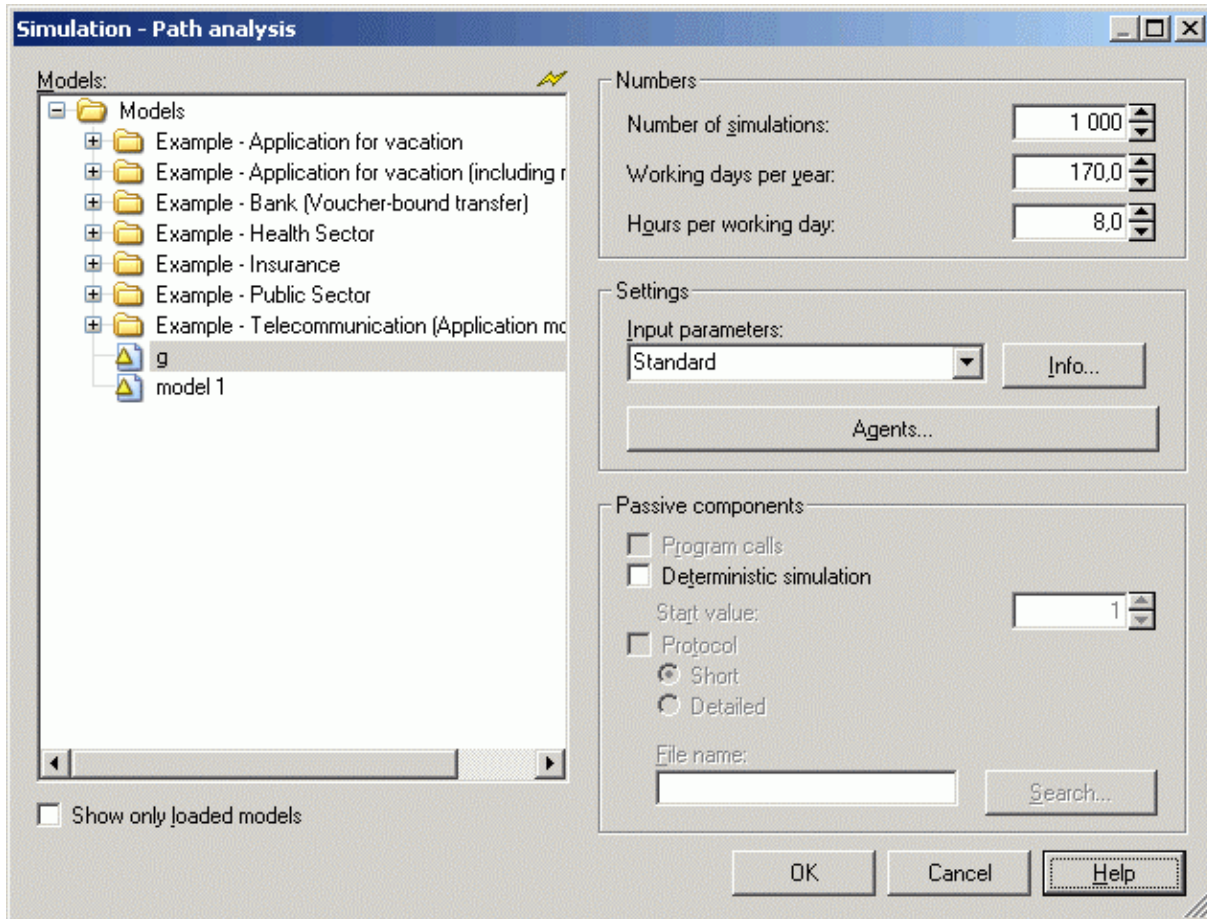 Simulation - Path analysis
Models:
Models
Example - Application for vacation
Example - Application for vacation (including r
Example - Bank (Voucher-bound transfer)
Example - Health Sector
Example - Insurance
Example - Public Sector
Example - Telecommunication (Application mo
g
model 1
Show only loaded models
Numbers
Number of simulations: 1 000
Working days per year: 170,0
Hours per working day: 8,0
Settings
Input parameters:
Standard Info...
Agents...
Passive components
Program calls
Deterministic simulation
Start value: 1
Protocol
Short
Detailed
File name:
Search...
OK Cancel Help